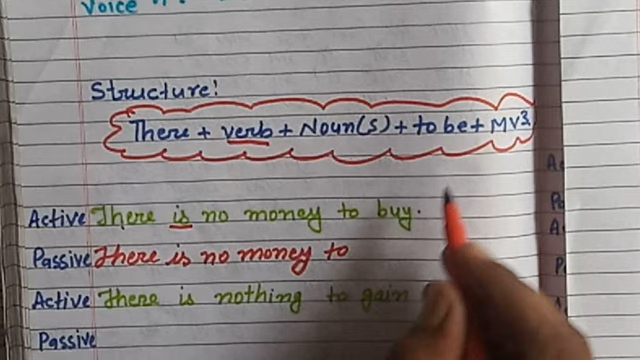 Voice
Structure!
There + verb + Noun(s) + to be + MV3
Active There is no money to buy.
Passive There is no money to
Active There is nothing to gain
Passive